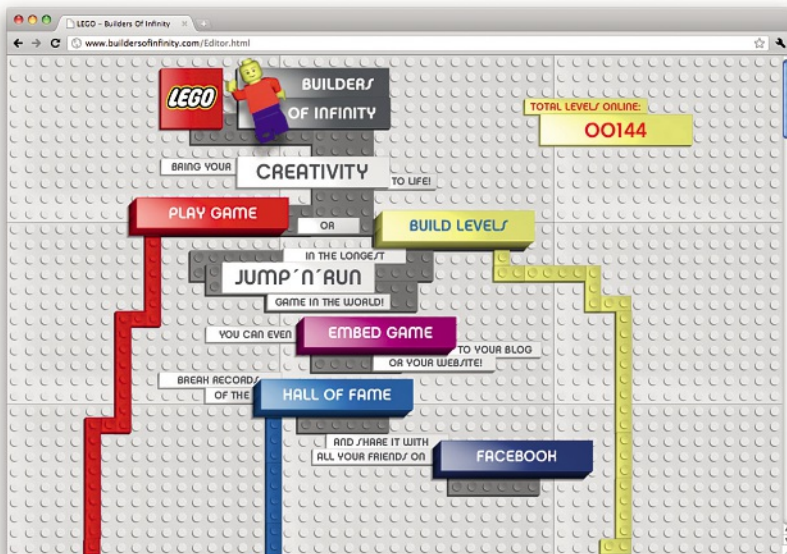 LEGO – Builders Of Infinity
www.buildersofinfinity.com/Editor.html
LEGO
BUILDERS
OF INFINITY
TOTAL LEVELS ONLINE:
00144
BRING YOUR
CREATIVITY
TO LIFE!
PLAY GAME
OR
BUILD LEVELS
IN THE LONGEST
JUMP´N´RUN
GAME IN THE WORLD!
YOU CAN EVEN
EMBED GAME
TO YOUR BLOG
OR YOUR WEBSITE!
BREAK RECORDS
OF THE
HALL OF FAME
AND SHARE IT WITH
ALL YOUR FRIENDS ON
FACEBOOK